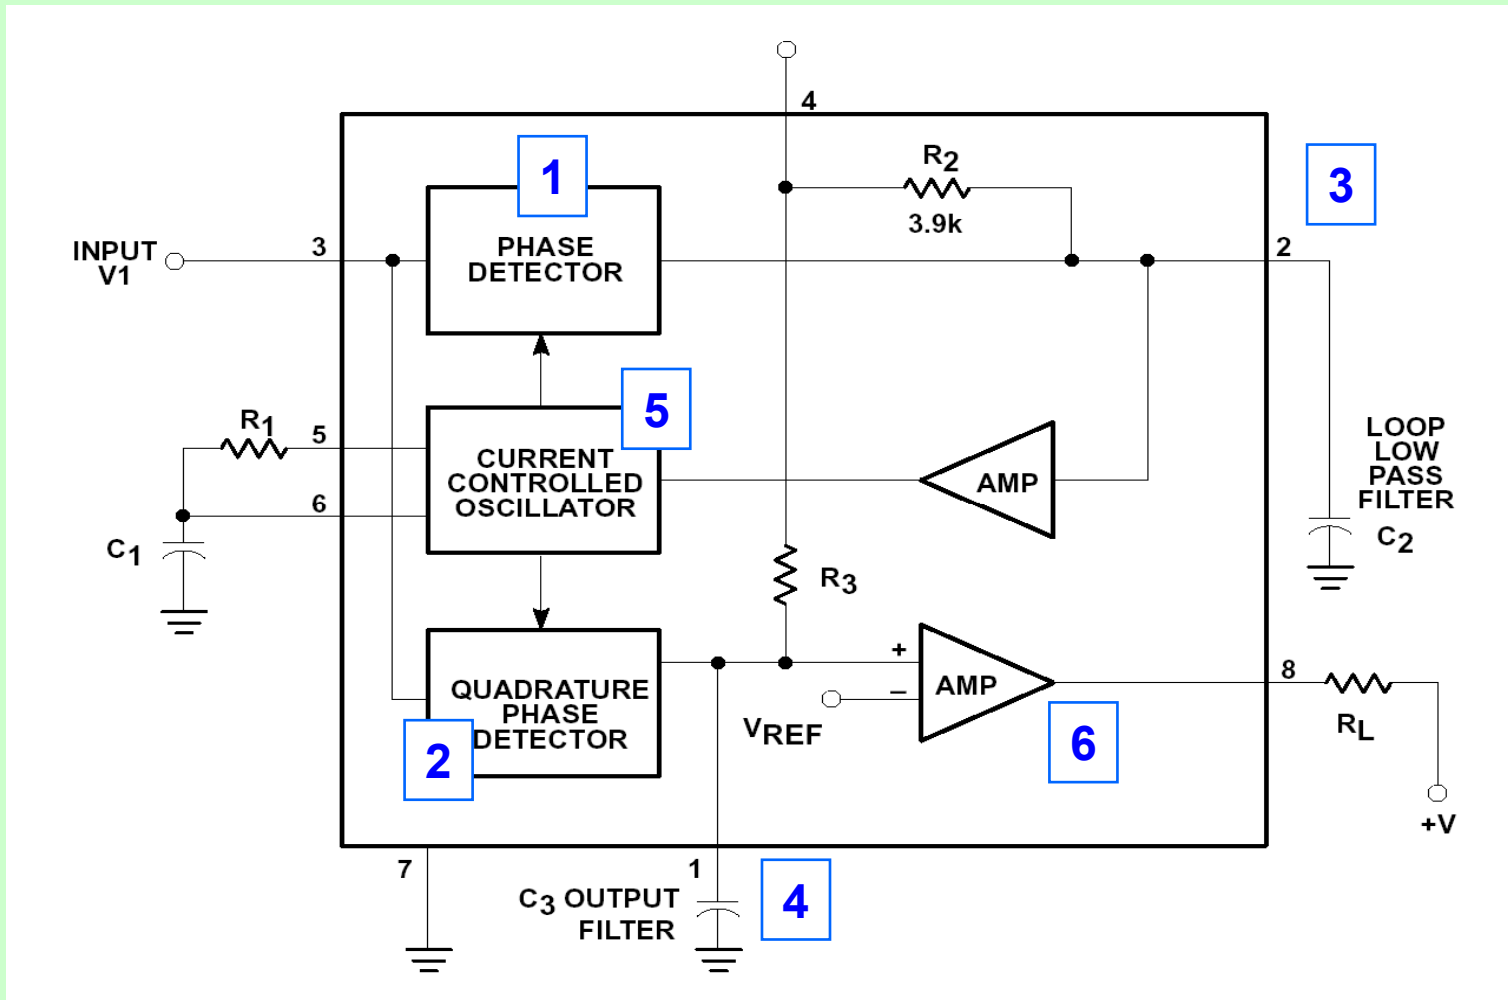 4
1
R2
3
3.9k
INPUT
V1
3
PHASE
DETECTOR
2
5
R1
5
CURRENT
CONTROLLED
OSCILLATOR
AMP
LOOP
LOW
PASS
FILTER
C2
6
C1
R3
QUADRATURE
PHASE
DETECTOR
2
+
–
VREF
AMP
6
8
RL
+V
7
1
C3 OUTPUT
FILTER
4